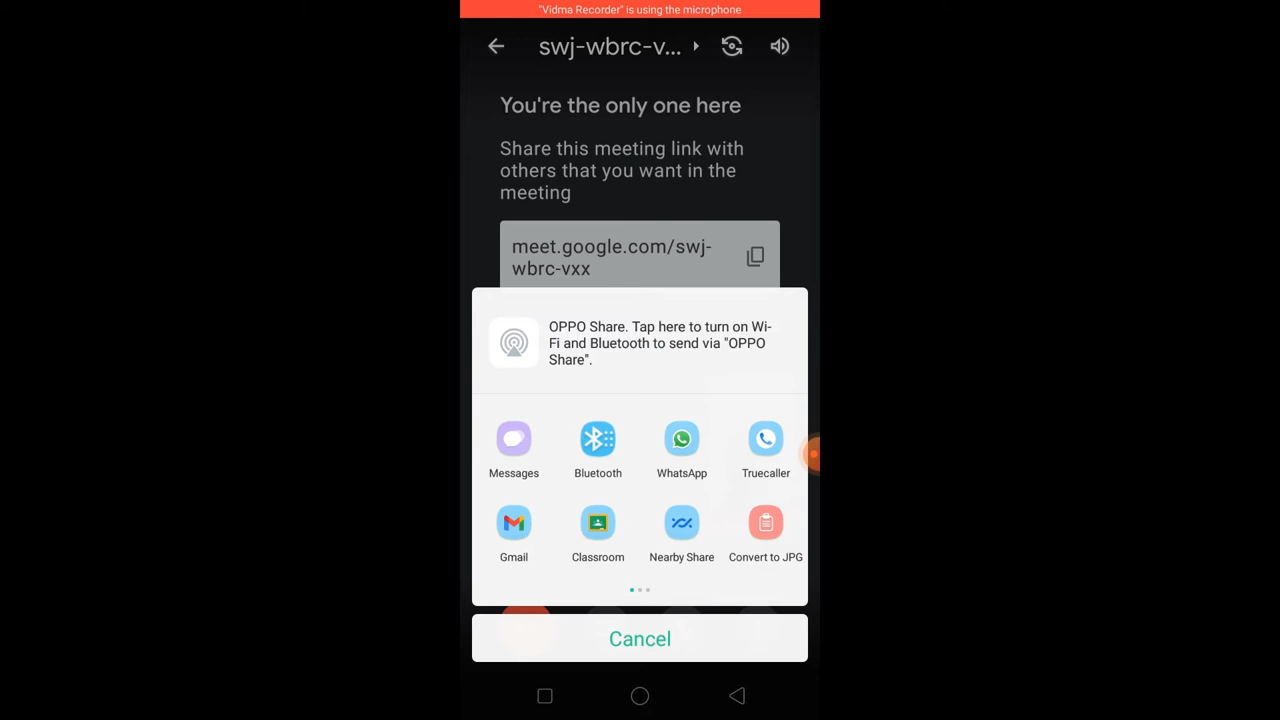 "Vidma Recorder" is using the microphone
swj-wbrc-v...
You're the only one here
Share this meeting link with
others that you want in the
meeting
meet.google.com/swj-
wbrc-vxx
OPPO Share. Tap here to turn on Wi-
Fi and Bluetooth to send via "OPPO
Share".
Messages Bluetooth WhatsApp Truecaller
Gmail Classroom Nearby Share Convert to JPG
Cancel